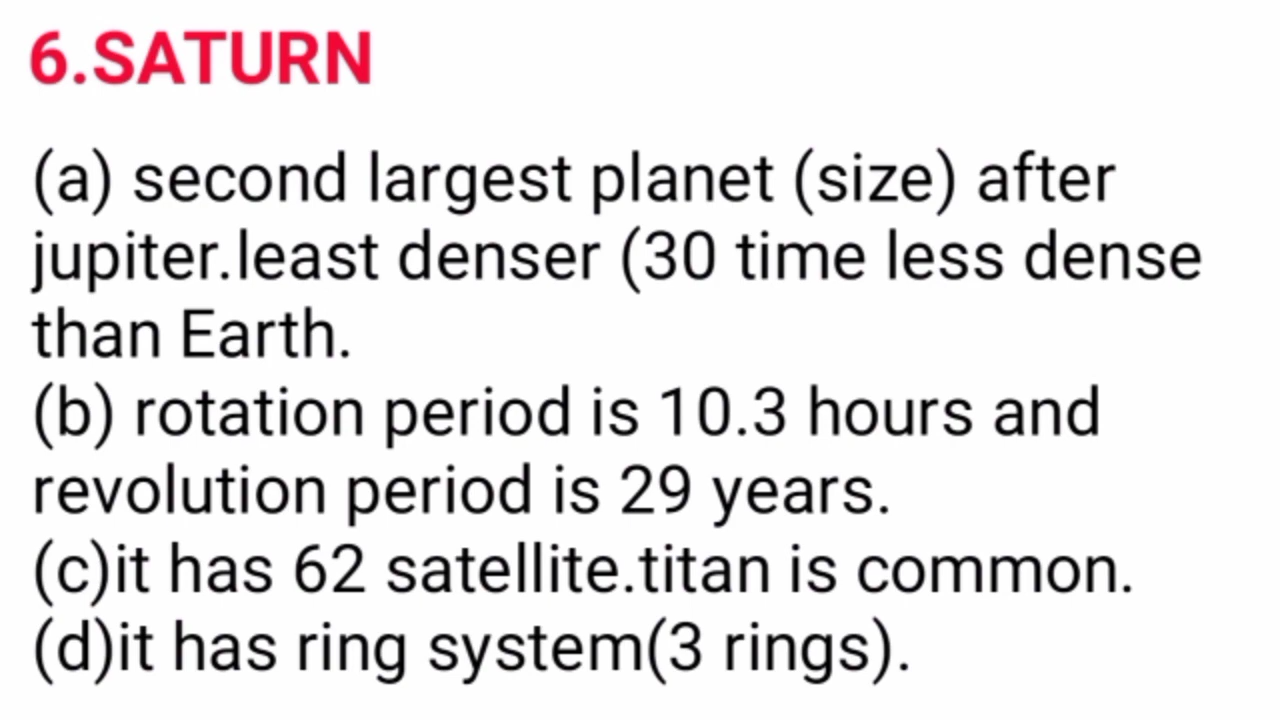 6.SATURN
(a) second largest planet (size) after
jupiter.least denser (30 time less dense
than Earth.
(b) rotation period is 10.3 hours and
revolution period is 29 years.
(c)it has 62 satellite.titan is common.
(d)it has ring system(3 rings).